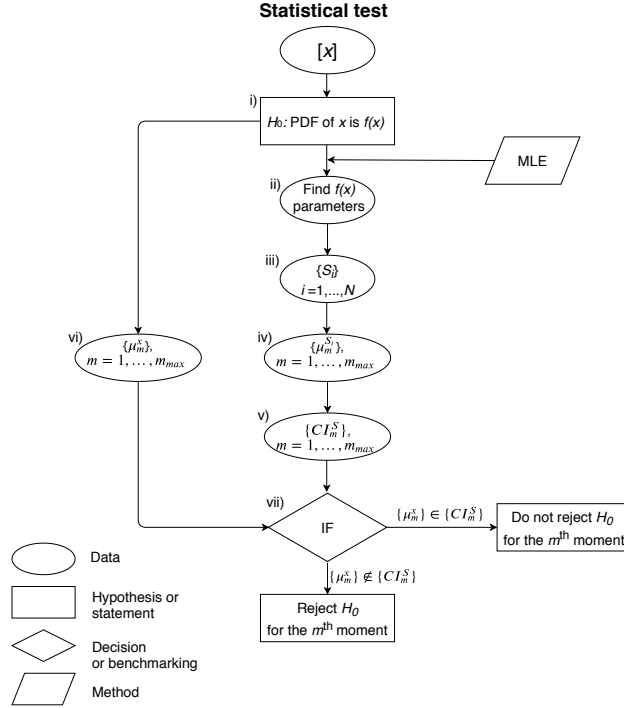 Statistical test
[x]
i)
H₀: PDF of x is f(x)
MLE
ii)
Find f(x)
parameters
iii)
{Sᵢ}
i =1,...,N
vi)
{μₘˣ},
m = 1, . . . , mₘₐₓ
iv)
{μₘ^{Sᵢ}},
m = 1, . . . , mₘₐₓ
v)
{CIₘˢ},
m = 1, . . . , mₘₐₓ
vii)
IF
{μₘˣ} ∈ {CIₘˢ}
Do not reject H₀
for the mᵗʰ moment
{μₘˣ} ∉ {CIₘˢ}
Reject H₀
for the mᵗʰ moment
Data
Hypothesis or
statement
Decision
or benchmarking
Method